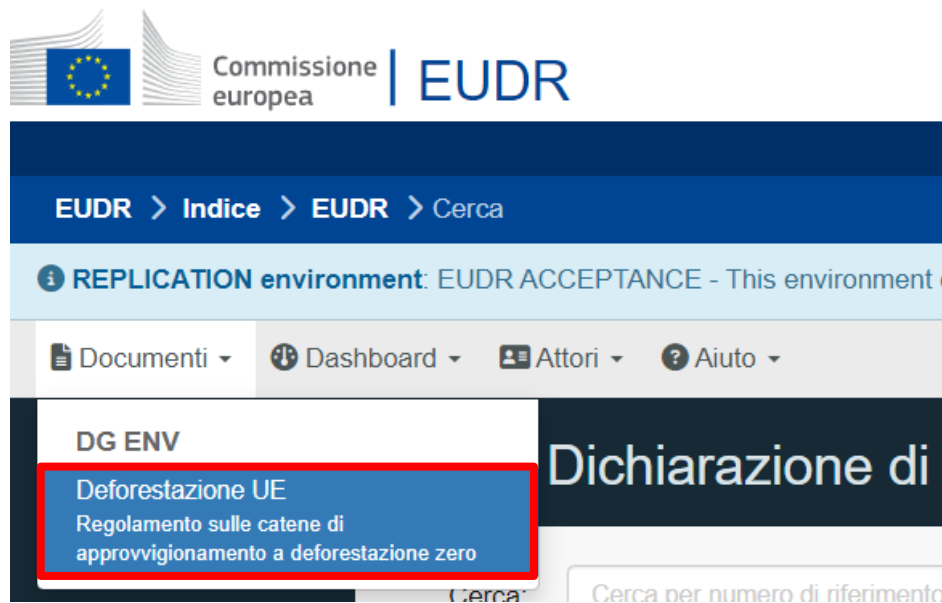 Commissione
europea
EUDR
EUDR > Indice > EUDR > Cerca
REPLICATION environment: EUDR ACCEPTANCE - This environment
Documenti Dashboard Attori Aiuto
DG ENV
Deforestazione UE
Regolamento sulle catene di
approvvigionamento a deforestazione zero
Dichiarazione di
Cerca:
Cerca per numero di riferimento